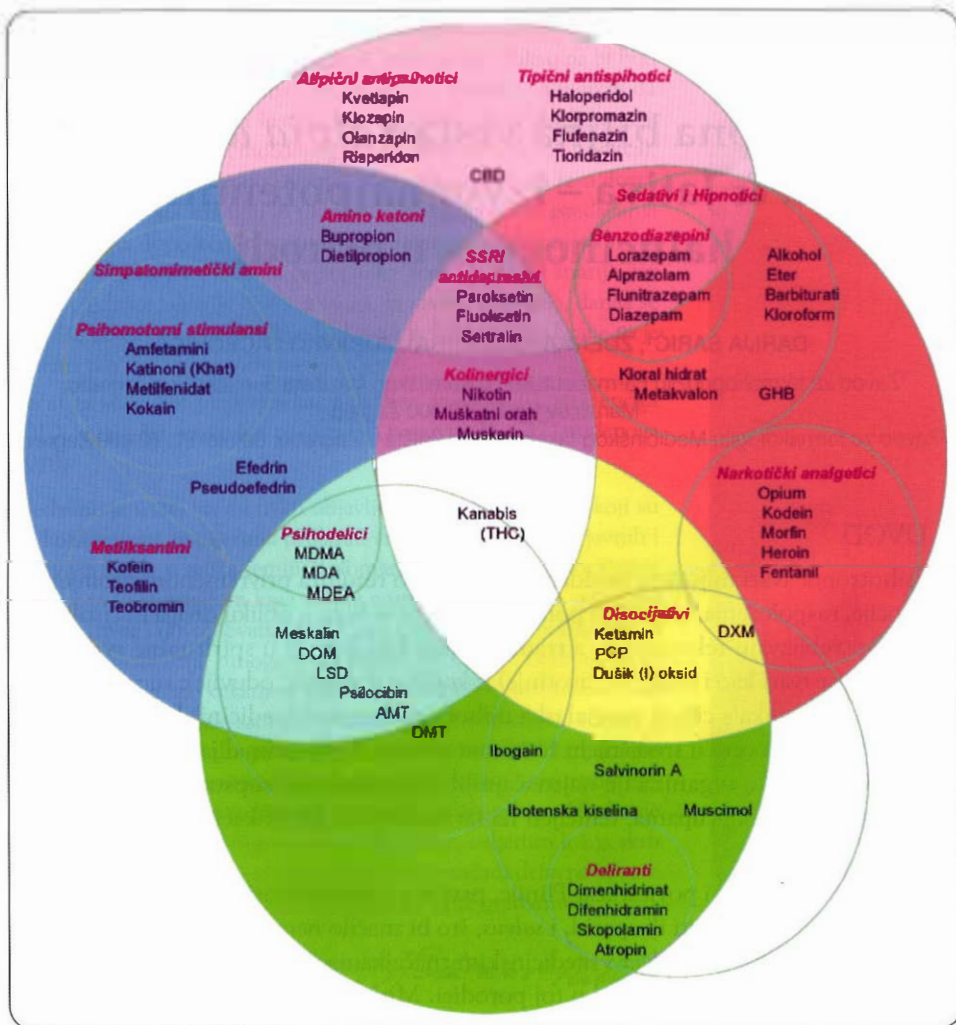 Atipični antipsihotici
Kvetiapin
Klozapin
Olanzapin
Risperidon
Tipični antispihotici
Haloperidol
Klorpromazin
Flufenazin
Tioridazin
CBD
Sedativi i Hipnotici
Amino ketoni
Bupropion
Dietilpropion
SSRI
antidepresivi
Paroksetin
Fluoksetin
Sertralin
Benzodiazepini
Lorazepam
Alprazolam
Flunitrazepam
Diazepam
Alkohol
Eter
Barbiturati
Kloroform
Simpatomimetički amini
Psihomotorni stimulansi
Amfetamini
Katinoni (Khat)
Metilfenidat
Kokain
Kolinergici
Nikotin
Muškatni orah
Muskarin
Kloral hidrat
Metakvalon
GHB
Efedrin
Pseudoefedrin
Narkotički analgetici
Opium
Kodein
Morfin
Heroin
Fentanil
Kanabis
(THC)
Metilksantini
Kofein
Teofilin
Teobromin
Psihodelici
MDMA
MDA
MDEA
Meskalin
DOM
LSD
Psilocibin
AMT
DMT
Disocijativi
Ketamin
PCP
Dušik (I) oksid
DXM
Ibogain
Salvinorin A
Ibotenska kiselina
Muscimol
Deliranti
Dimenhidrinat
Difenhidramin
Skopolamin
Atropin